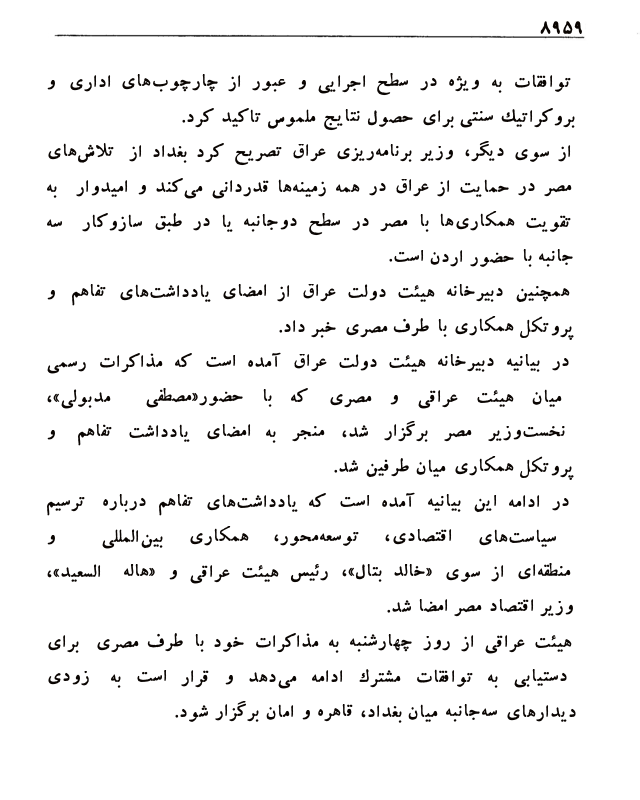 ۸۹۵۹
توافقات به ویژه در سطح اجرایی و عبور از چارچوب‌های اداری و
بروکراتیك سنتی برای حصول نتایج ملموس تاکید کرد.
از سوی دیگر، وزیر برنامه‌ریزی عراق تصریح کرد بغداد از تلاش‌های
مصر در حمایت از عراق در همه زمینه‌ها قدردانی می‌کند و امیدوار به
تقویت همکاری‌ها با مصر در سطح دوجانبه یا در طبق سازوکار سه
جانبه با حضور اردن است.
همچنین دبیرخانه هیئت دولت عراق از امضای یادداشت‌های تفاهم و
پروتکل همکاری با طرف مصری خبر داد.
در بیانیه دبیرخانه هیئت دولت عراق آمده است که مذاکرات رسمی
میان هیئت عراقی و مصری که با حضور«مصطفی مدبولی»،
نخست‌وزیر مصر برگزار شد، منجر به امضای یادداشت تفاهم و
پروتکل همکاری میان طرفین شد.
در ادامه این بیانیه آمده است که یادداشت‌های تفاهم درباره ترسیم
سیاست‌های اقتصادی، توسعه‌محور، همکاری بین‌المللی و
منطقه‌ای از سوی «خالد بتال»، رئیس هیئت عراقی و «هاله السعید»،
وزیر اقتصاد مصر امضا شد.
هیئت عراقی از روز چهارشنبه به مذاکرات خود با طرف مصری برای
دستیابی به توافقات مشترك ادامه می‌دهد و قرار است به زودی
دیدارهای سه‌جانبه میان بغداد، قاهره و امان برگزار شود.